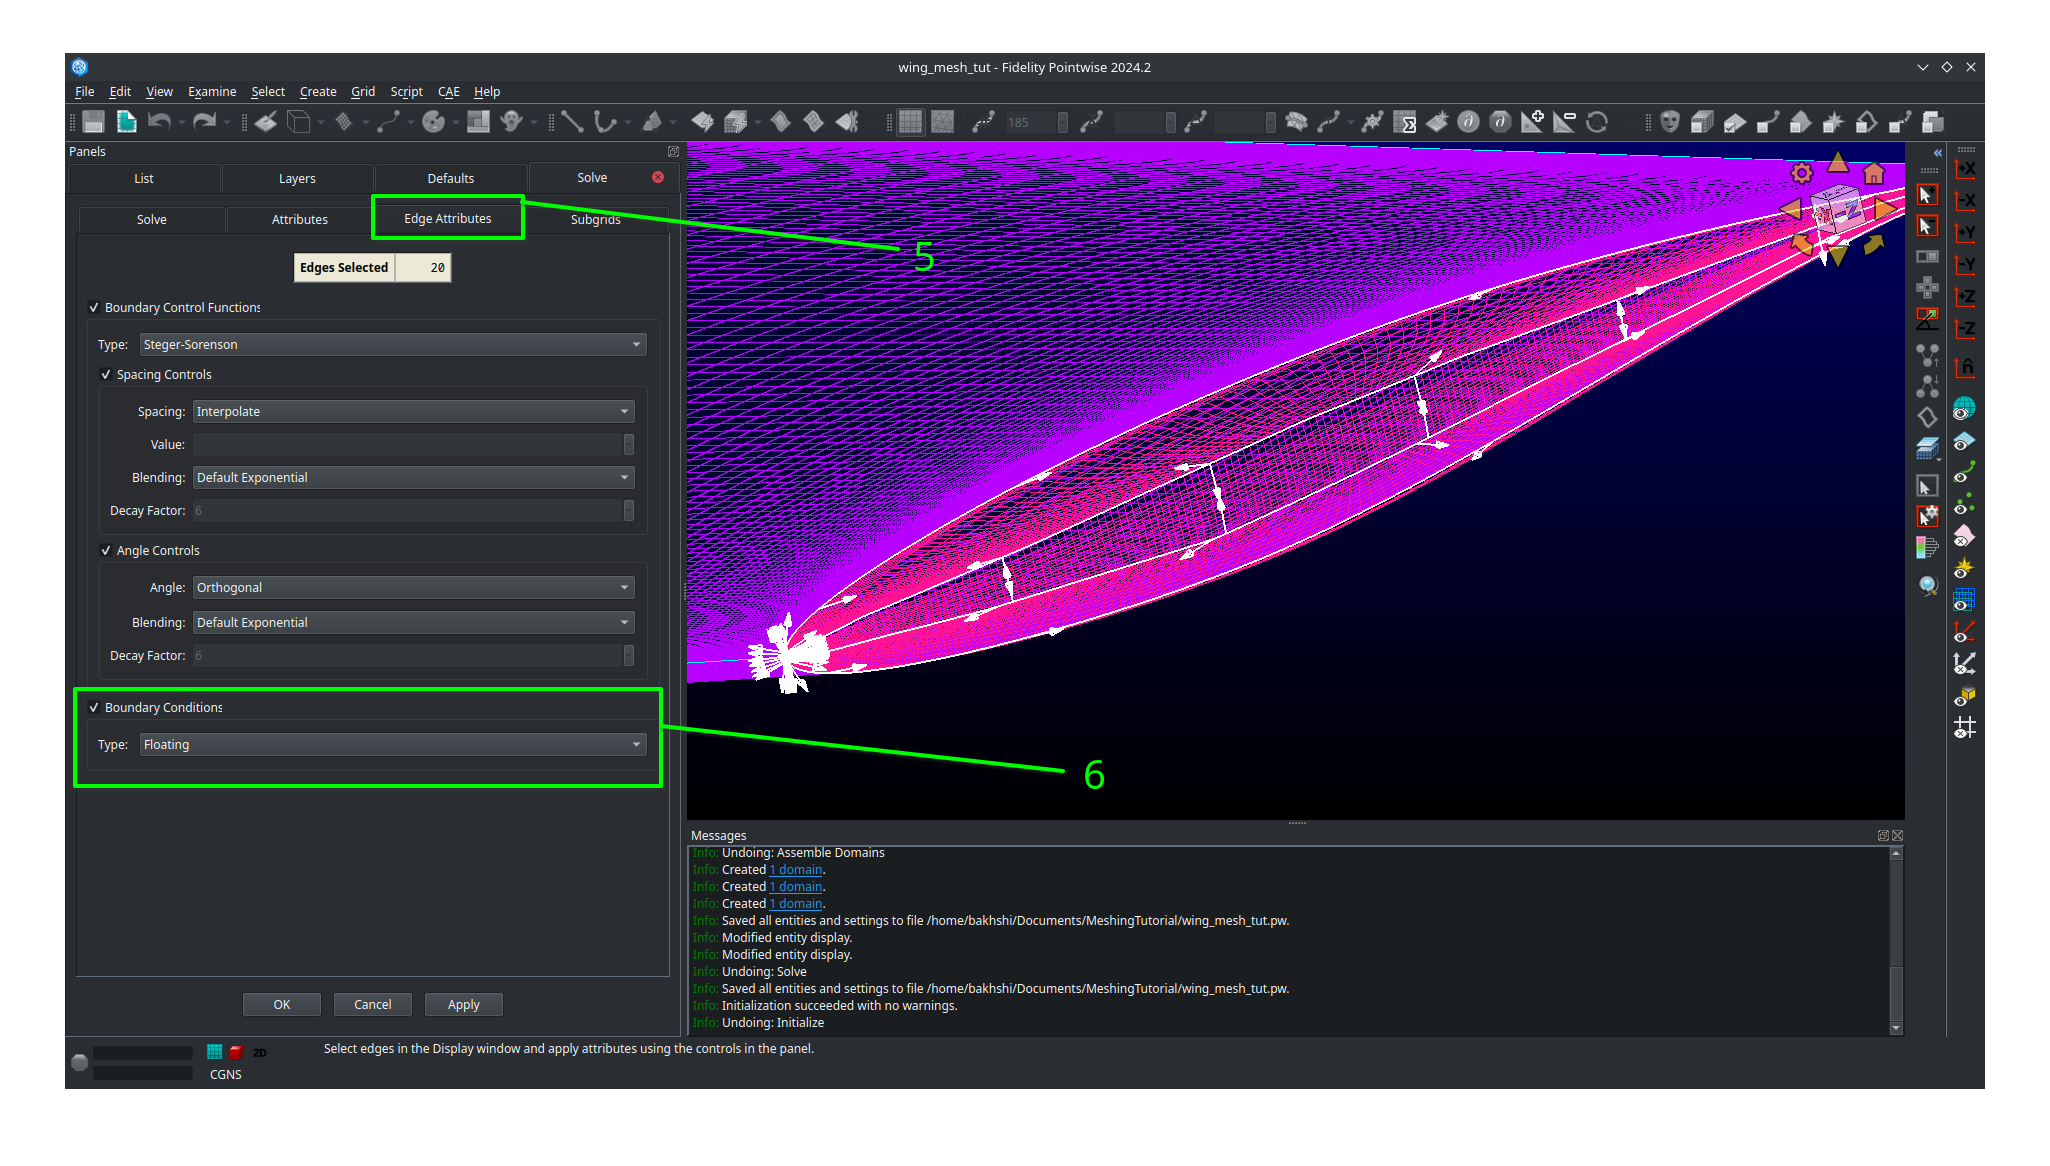 wing_mesh_tut - Fidelity Pointwise 2024.2
File Edit View Examine Select Create Grid Script CAE Help
185
Panels
List Layers Defaults Solve
Solve Attributes Edge Attributes Subgrids
5
Edges Selected 20
Boundary Control Functions
Type: Steger-Sorenson
Spacing Controls
Spacing: Interpolate
Value:
Blending: Default Exponential
Decay Factor: 6
Angle Controls
Angle: Orthogonal
Blending: Default Exponential
Decay Factor: 6
Boundary Conditions
Type: Floating
6
OK Cancel Apply
-Z
+X
-X
+Y
-Y
+Z
-Z
n̂
Messages
Info: Undoing: Assemble Domains
Info: Created 1 domain.
Info: Created 1 domain.
Info: Created 1 domain.
Info: Saved all entities and settings to file /home/bakhshi/Documents/MeshingTutorial/wing_mesh_tut.pw.
Info: Modified entity display.
Info: Modified entity display.
Info: Undoing: Solve
Info: Saved all entities and settings to file /home/bakhshi/Documents/MeshingTutorial/wing_mesh_tut.pw.
Info: Initialization succeeded with no warnings.
Info: Undoing: Initialize
2D
Select edges in the Display window and apply attributes using the controls in the panel.
CGNS